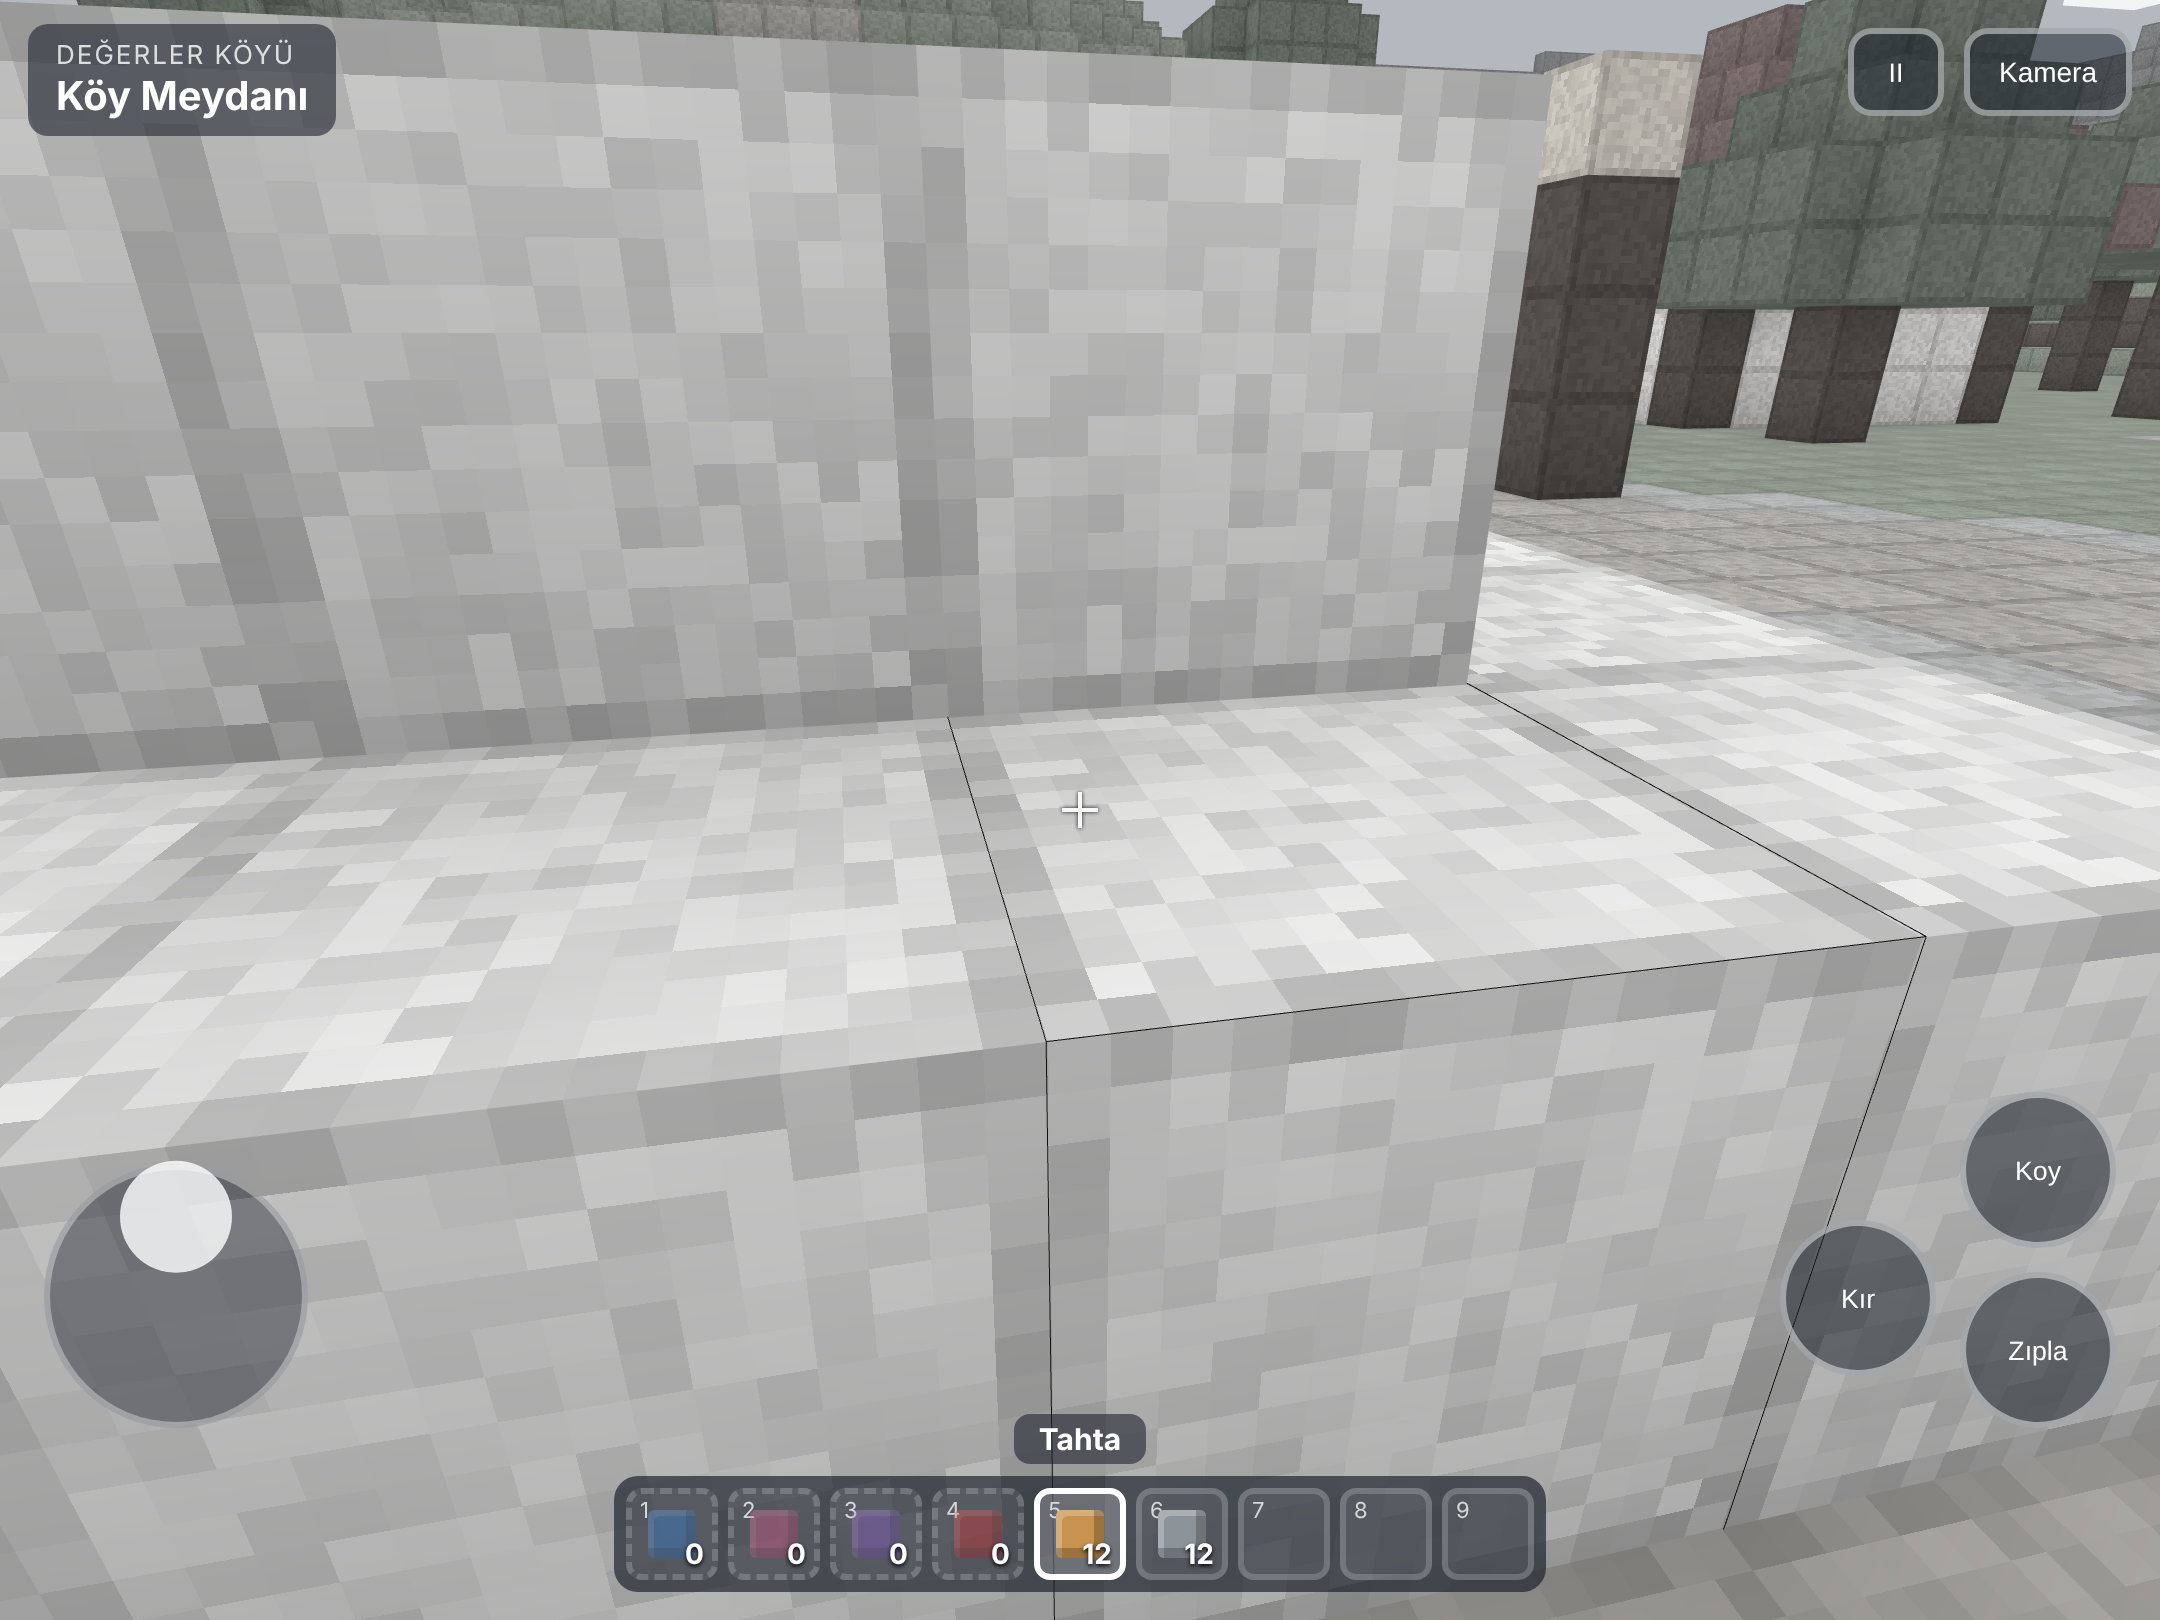 DEĞERLER KÖYÜ
Köy Meydanı
II
Kamera
Koy
Kır
Zıpla
Tahta
1 0
2 0
3 0
4 0
5 12
6 12
7
8
9